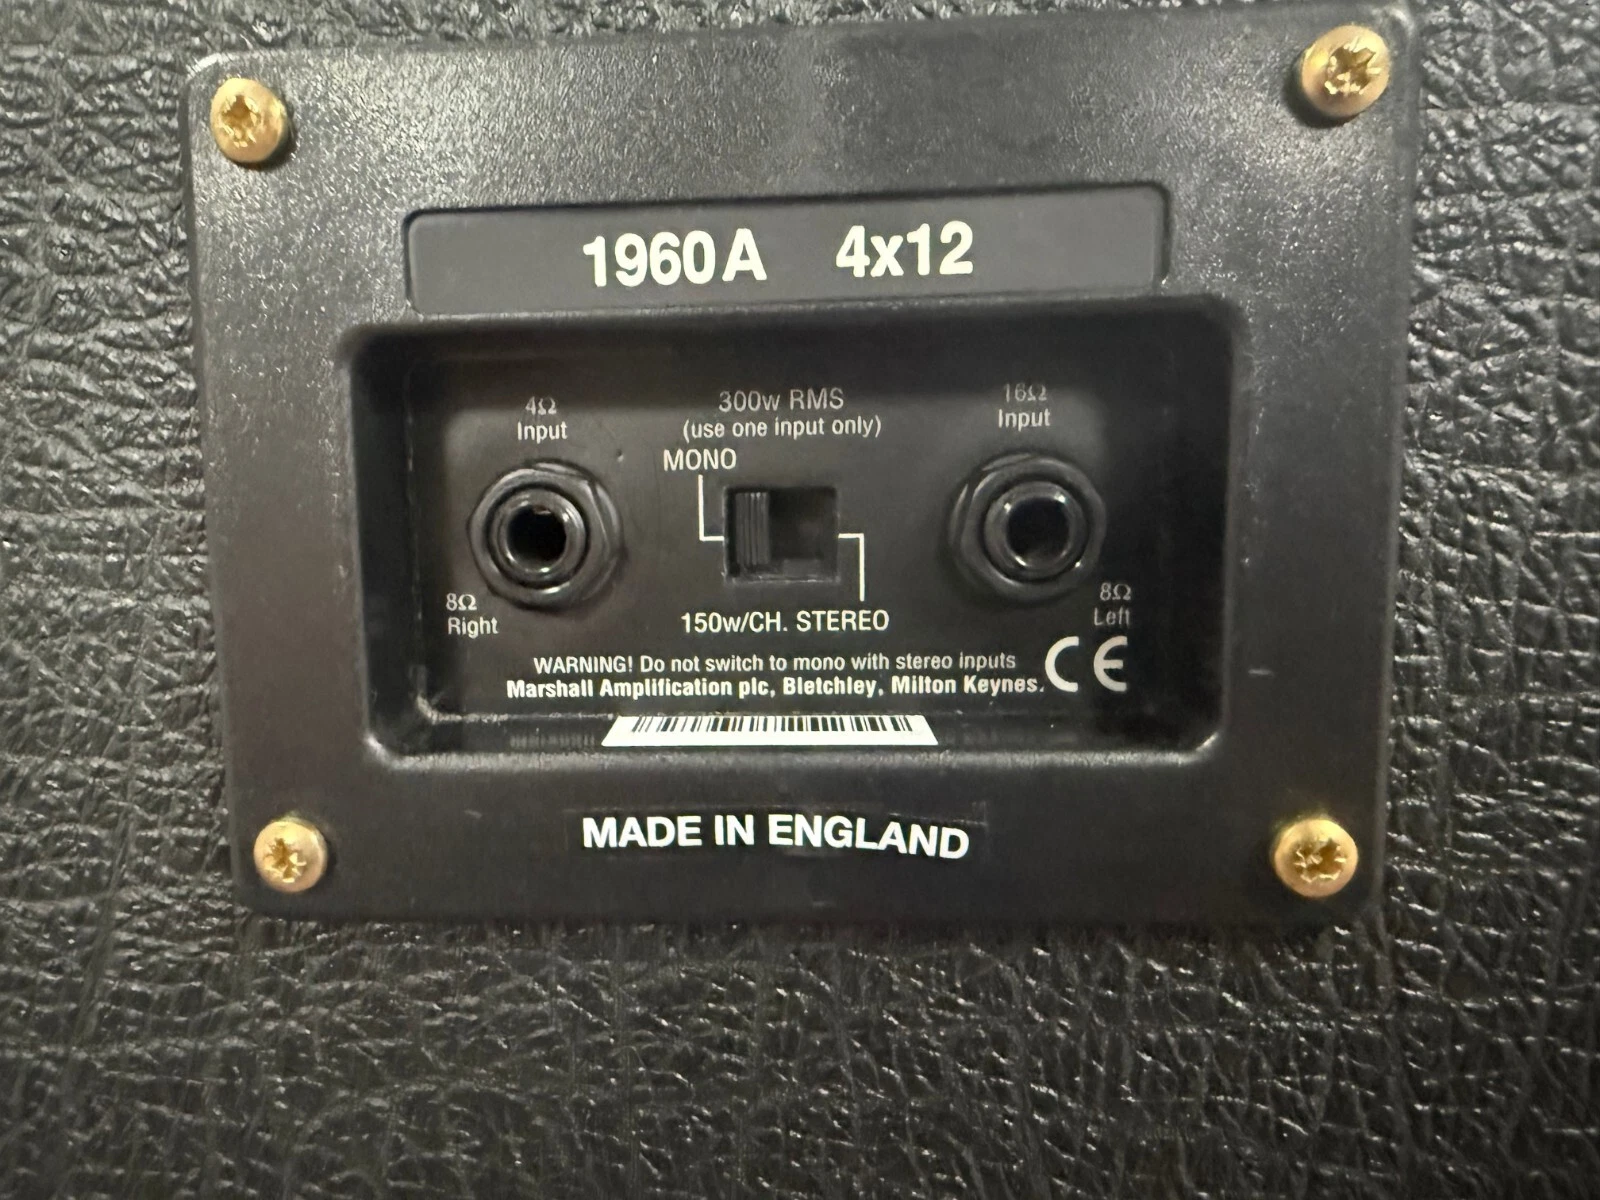 1960A 4x12
4Ω
Input
300w RMS
(use one input only)
16Ω
Input
MONO
8Ω
Right
150w/CH. STEREO
8Ω
Left
WARNING! Do not switch to mono with stereo inputs
Marshall Amplification plc, Bletchley, Milton Keynes.
CE
MADE IN ENGLAND